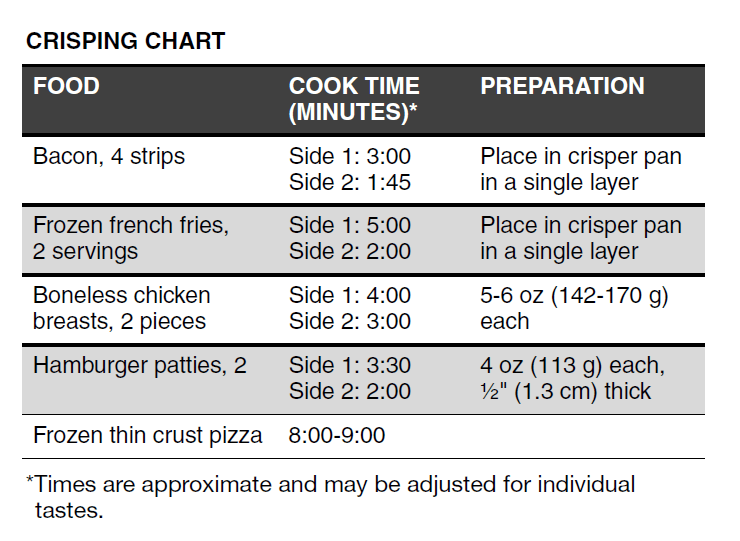 CRISPING CHART
FOOD COOK TIME (MINUTES)* PREPARATION
Bacon, 4 strips Side 1: 3:00 Place in crisper pan
Side 2: 1:45 in a single layer
Frozen french fries, Side 1: 5:00 Place in crisper pan
2 servings Side 2: 2:00 in a single layer
Boneless chicken Side 1: 4:00 5-6 oz (142-170 g)
breasts, 2 pieces Side 2: 3:00 each
Hamburger patties, 2 Side 1: 3:30 4 oz (113 g) each,
Side 2: 2:00 ½" (1.3 cm) thick
Frozen thin crust pizza 8:00-9:00
*Times are approximate and may be adjusted for individual
tastes.